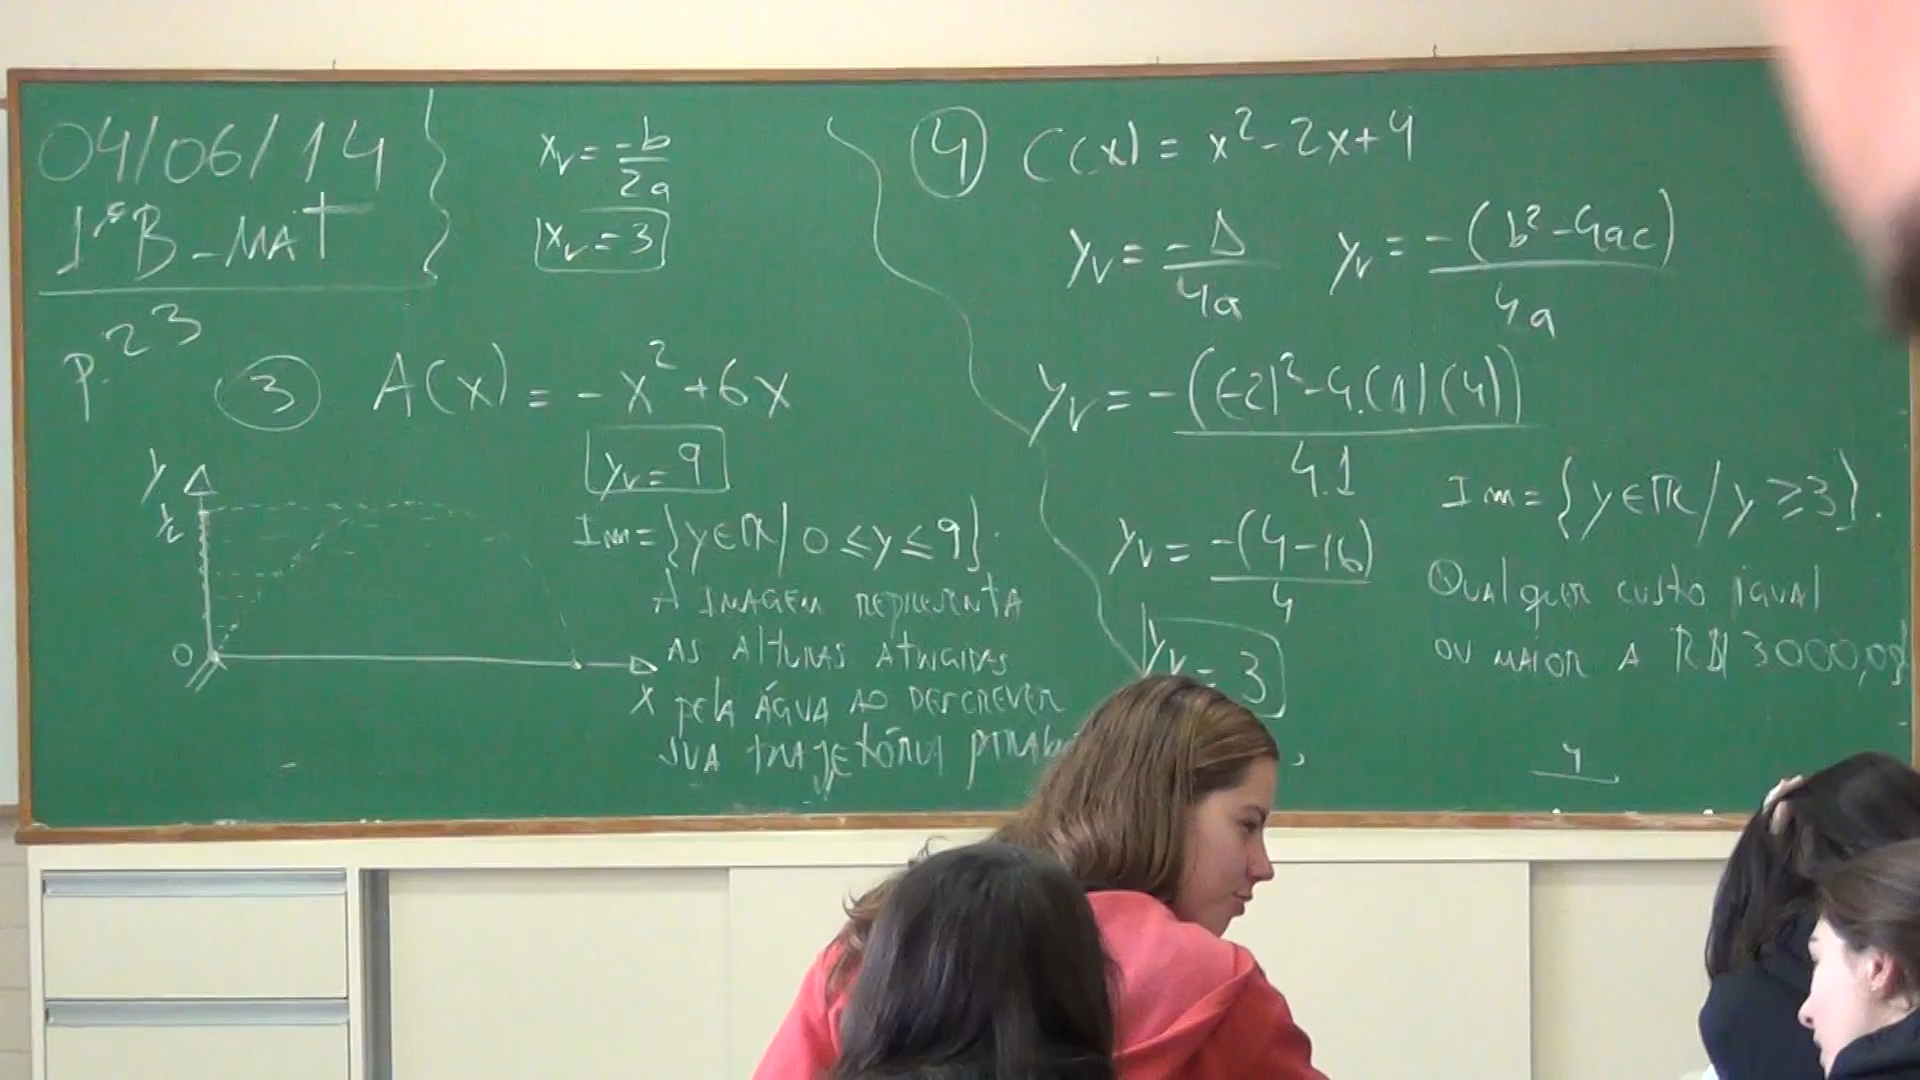 04/06/14
1ªB - MAT
p. 23
xv = -b / 2a
xv = 3
3 A(x) = -x² + 6x
yv = 9
y
yv
0
x
Im = {y ∈ ℝ / 0 ≤ y ≤ 9}.
A IMAGEM REPRESENTA
AS ALTURAS ATINGIDAS
PELA ÁGUA AO DESCREVER
SUA TRAJETÓRIA
4 C(x) = x² - 2x + 4
yv = -Δ / 4a yv = -(b² - 4ac) / 4a
yv = -((-2)² - 4.(1)(4)) / 4.1
yv = -(4 - 16) / 4
yv = 3
Im = {y ∈ ℝ / y ≥ 3}.
Qualquer custo igual
ou MAIOR A R$ 3000,00
4